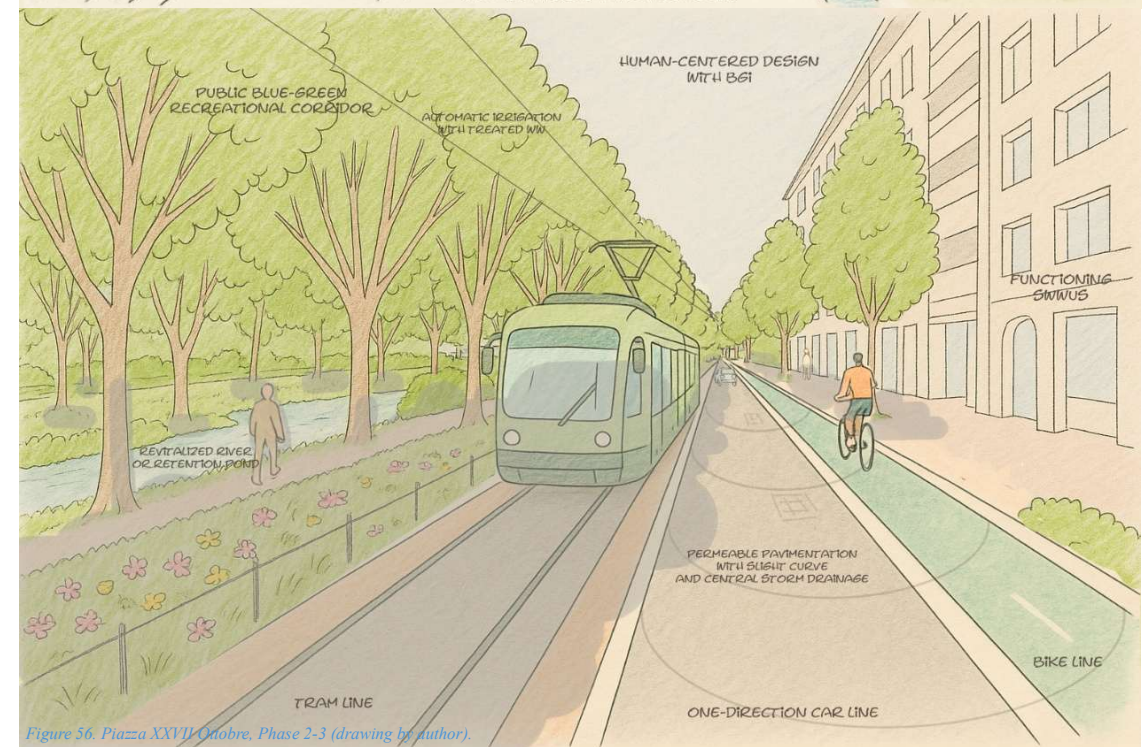 HUMAN-CENTERED DESIGN
WITH BGI
PUBLIC BLUE-GREEN
RECREATIONAL CORRIDOR
AUTOMATIC IRRIGATION
WITH TREATED WW
FUNCTIONING
SWWUS
REVITALIZED RIVER
OR RETENTION POND
PERMEABLE PAVIMENTATION
WITH SLIGHT CURVE
AND CENTRAL STORM DRAINAGE
BIKE LINE
TRAM LINE
ONE-DIRECTION CAR LINE
Figure 56. Piazza XXVII Ottobre, Phase 2-3 (drawing by author).